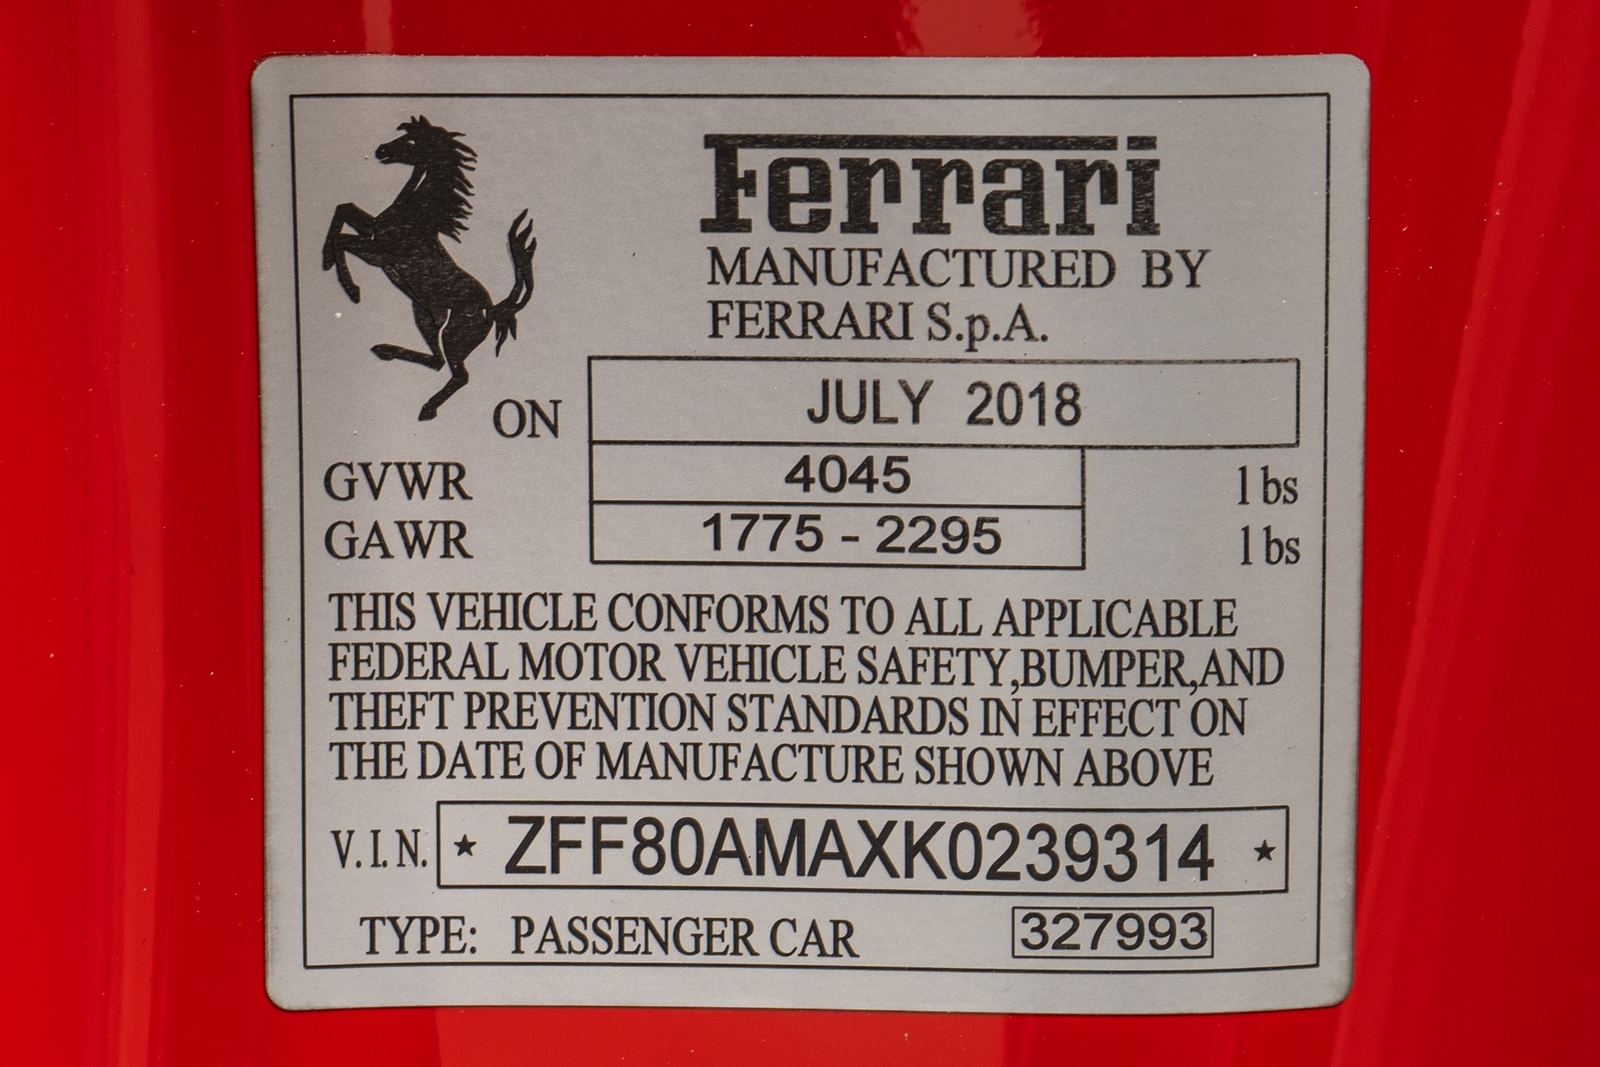 Ferrari
MANUFACTURED BY
FERRARI S.p.A.
ON JULY 2018
GVWR 4045 lbs
GAWR 1775 - 2295 lbs
THIS VEHICLE CONFORMS TO ALL APPLICABLE
FEDERAL MOTOR VEHICLE SAFETY,BUMPER,AND
THEFT PREVENTION STANDARDS IN EFFECT ON
THE DATE OF MANUFACTURE SHOWN ABOVE
V.I.N. ★ ZFF80AMAXK0239314 ★
TYPE: PASSENGER CAR 327993